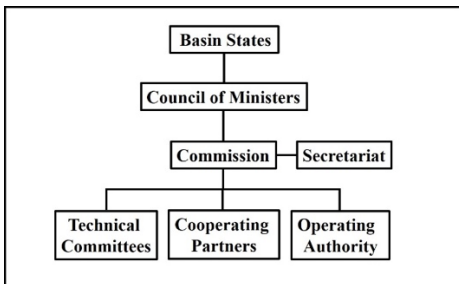 Basin States
Council of Ministers
Commission
Secretariat
Technical
Committees
Cooperating
Partners
Operating
Authority